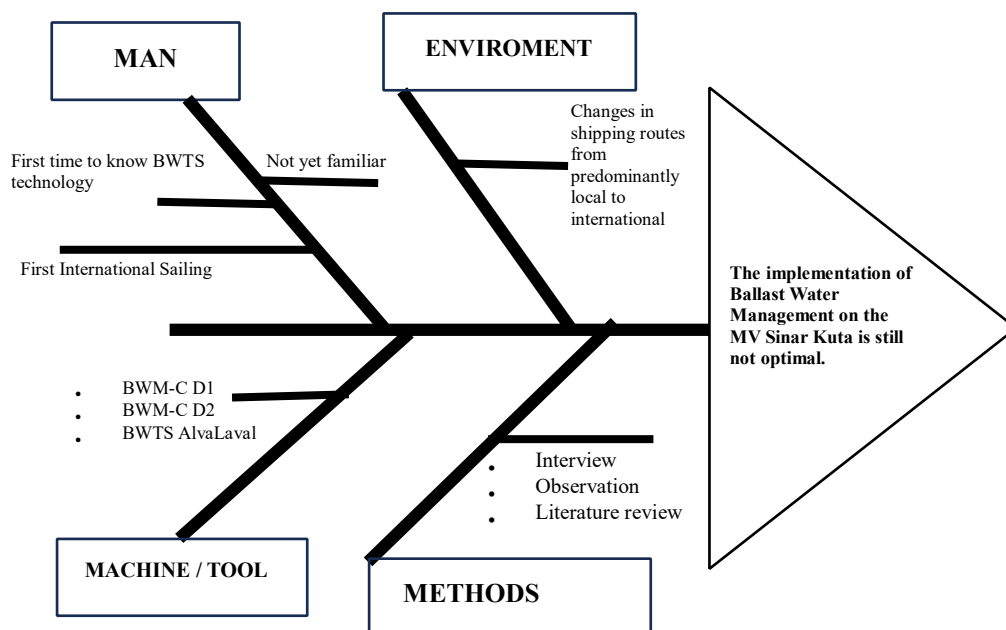 MAN
ENVIROMENT
First time to know BWTS
technology
Not yet familiar
First International Sailing
Changes in
shipping routes
from
predominantly
local to
international
The implementation of
Ballast Water
Management on the
MV Sinar Kuta is still
not optimal.
• BWM-C D1
• BWM-C D2
• BWTS AlvaLaval
• Interview
• Observation
• Literature review
MACHINE / TOOL
METHODS